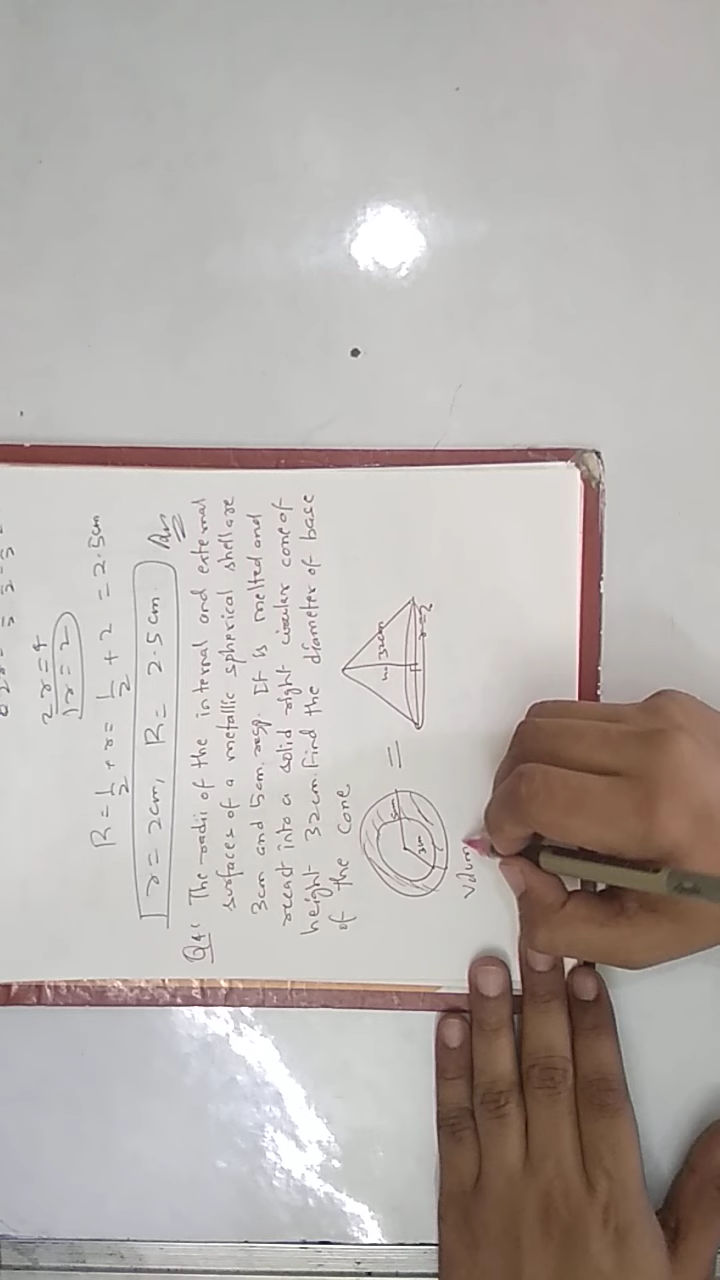 2r=4
r=2
R= 1/2 + r = 1/2 + 2 = 2.5cm
r= 2cm, R= 2.5cm. Ans
Q4: The radii of the internal and external
surfaces of a metallic spherical shell are
3cm and 5cm resp. It is melted and
recast into a solid right circular cone of
height 32cm. Find the diameter of base
of the cone
5cm
3cm
=
h= 32cm
r=?
Volum